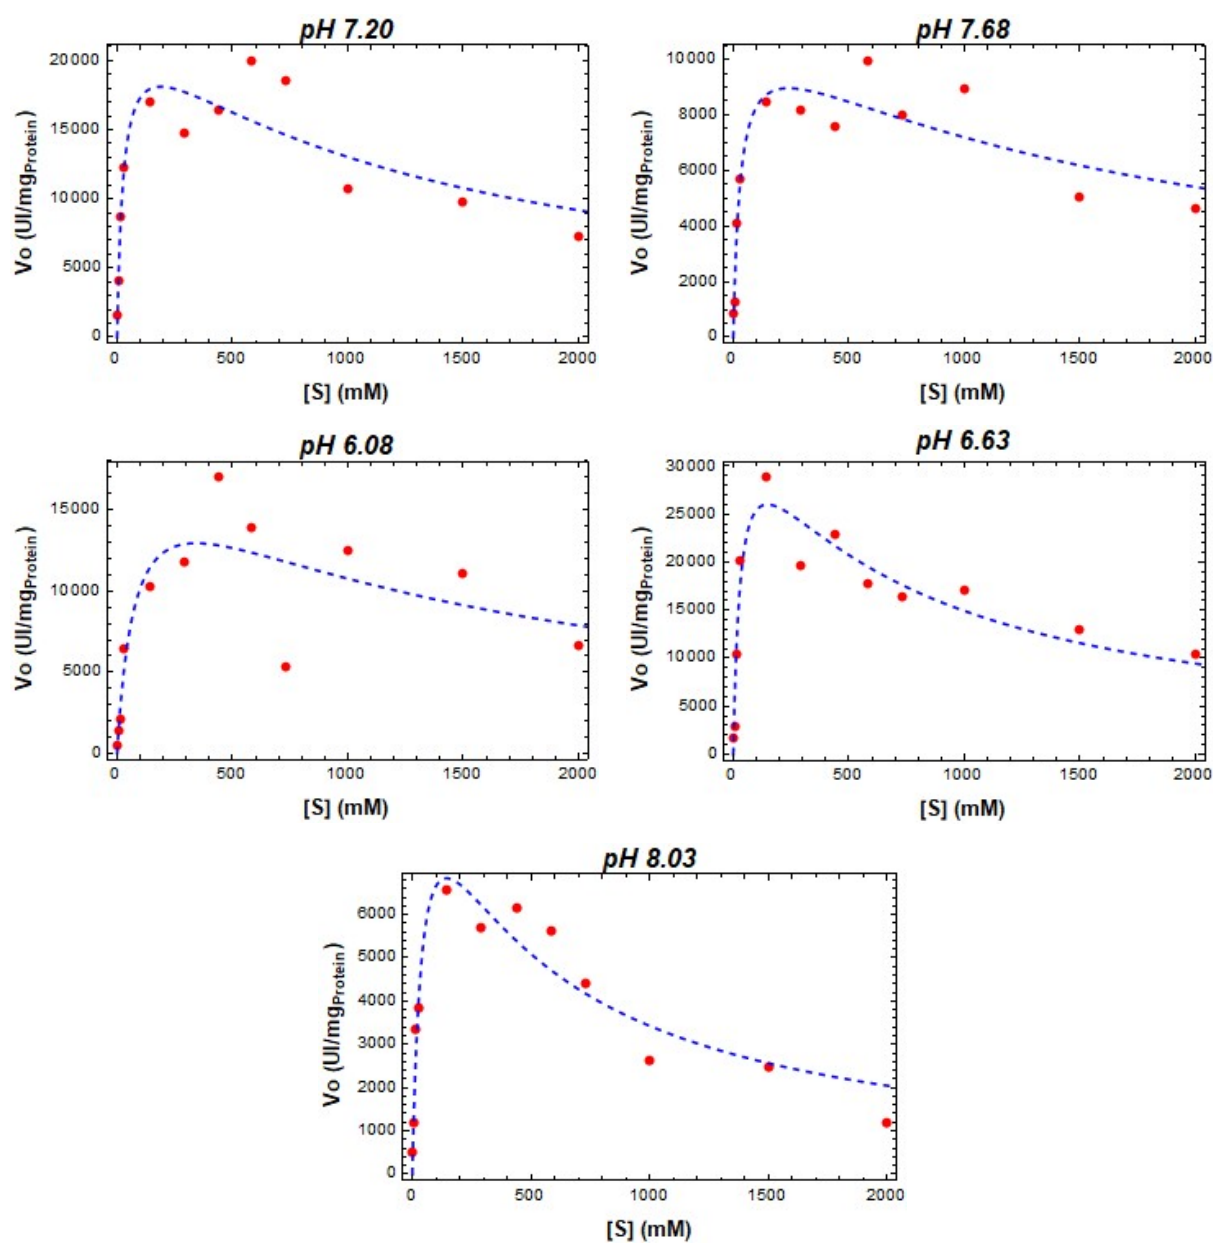 pH 7.20
20000
15000
10000
5000
0
Vo (UI/mgProtein)
0 500 1000 1500 2000
[S] (mM)
pH 7.68
10000
8000
6000
4000
2000
0
Vo (UI/mgProtein)
0 500 1000 1500 2000
[S] (mM)
pH 6.08
15000
10000
5000
0
Vo (UI/mgProtein)
0 500 1000 1500 2000
[S] (mM)
pH 6.63
30000
25000
20000
15000
10000
5000
0
Vo (UI/mgProtein)
0 500 1000 1500 2000
[S] (mM)
pH 8.03
6000
5000
4000
3000
2000
1000
0
Vo (UI/mgProtein)
0 500 1000 1500 2000
[S] (mM)